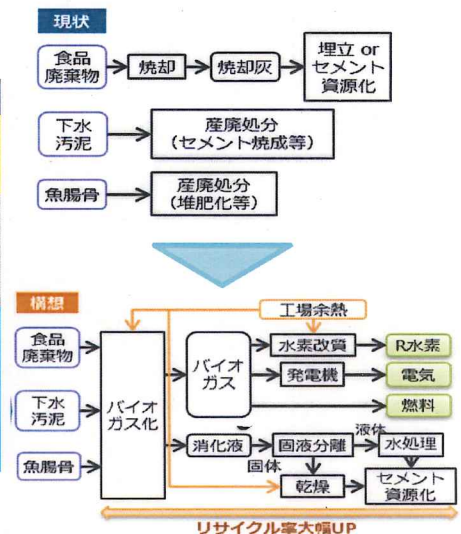 現状
食品
廃棄物
焼却
焼却灰
埋立 or
セメント
資源化
下水
汚泥
産廃処分
(セメント焼成等)
魚腸骨
産廃処分
(堆肥化等)
構想
工場余熱
食品
廃棄物
下水
汚泥
魚腸骨
バイオ
ガス化
バイオ
ガス
水素改質
R水素
発電機
電気
燃料
消化液
固液分離
液体
水処理
固体
乾燥
セメント
資源化
リサイクル率大幅UP